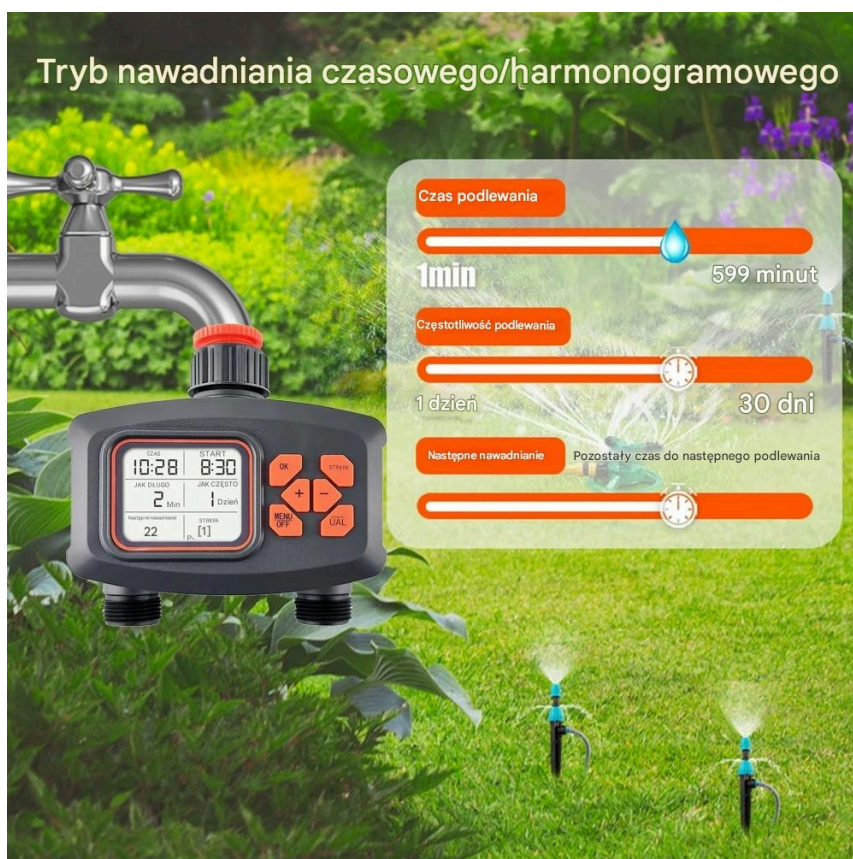 Tryb nawadniania czasowego/harmonogramowego
Czas podlewania
1min
599 minut
Częstotliwość podlewania
1 dzień
30 dni
Następne nawadnianie
Pozostały czas do następnego podlewania
CZAS
START
10:28
8:30
JAK DŁUGO
JAK CZĘSTO
2 Min
1 Dzień
Następne nawadnianie
STREFA
22
P. [1]
OK
STREFA
+
−
MENU
OFF
UAL